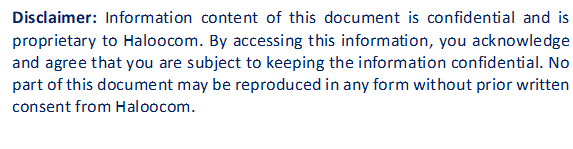 Disclaimer: Information content of this document is confidential and is
proprietary to Haloocom. By accessing this information, you acknowledge
and agree that you are subject to keeping the information confidential. No
part of this document may be reproduced in any form without prior written
consent from Haloocom.